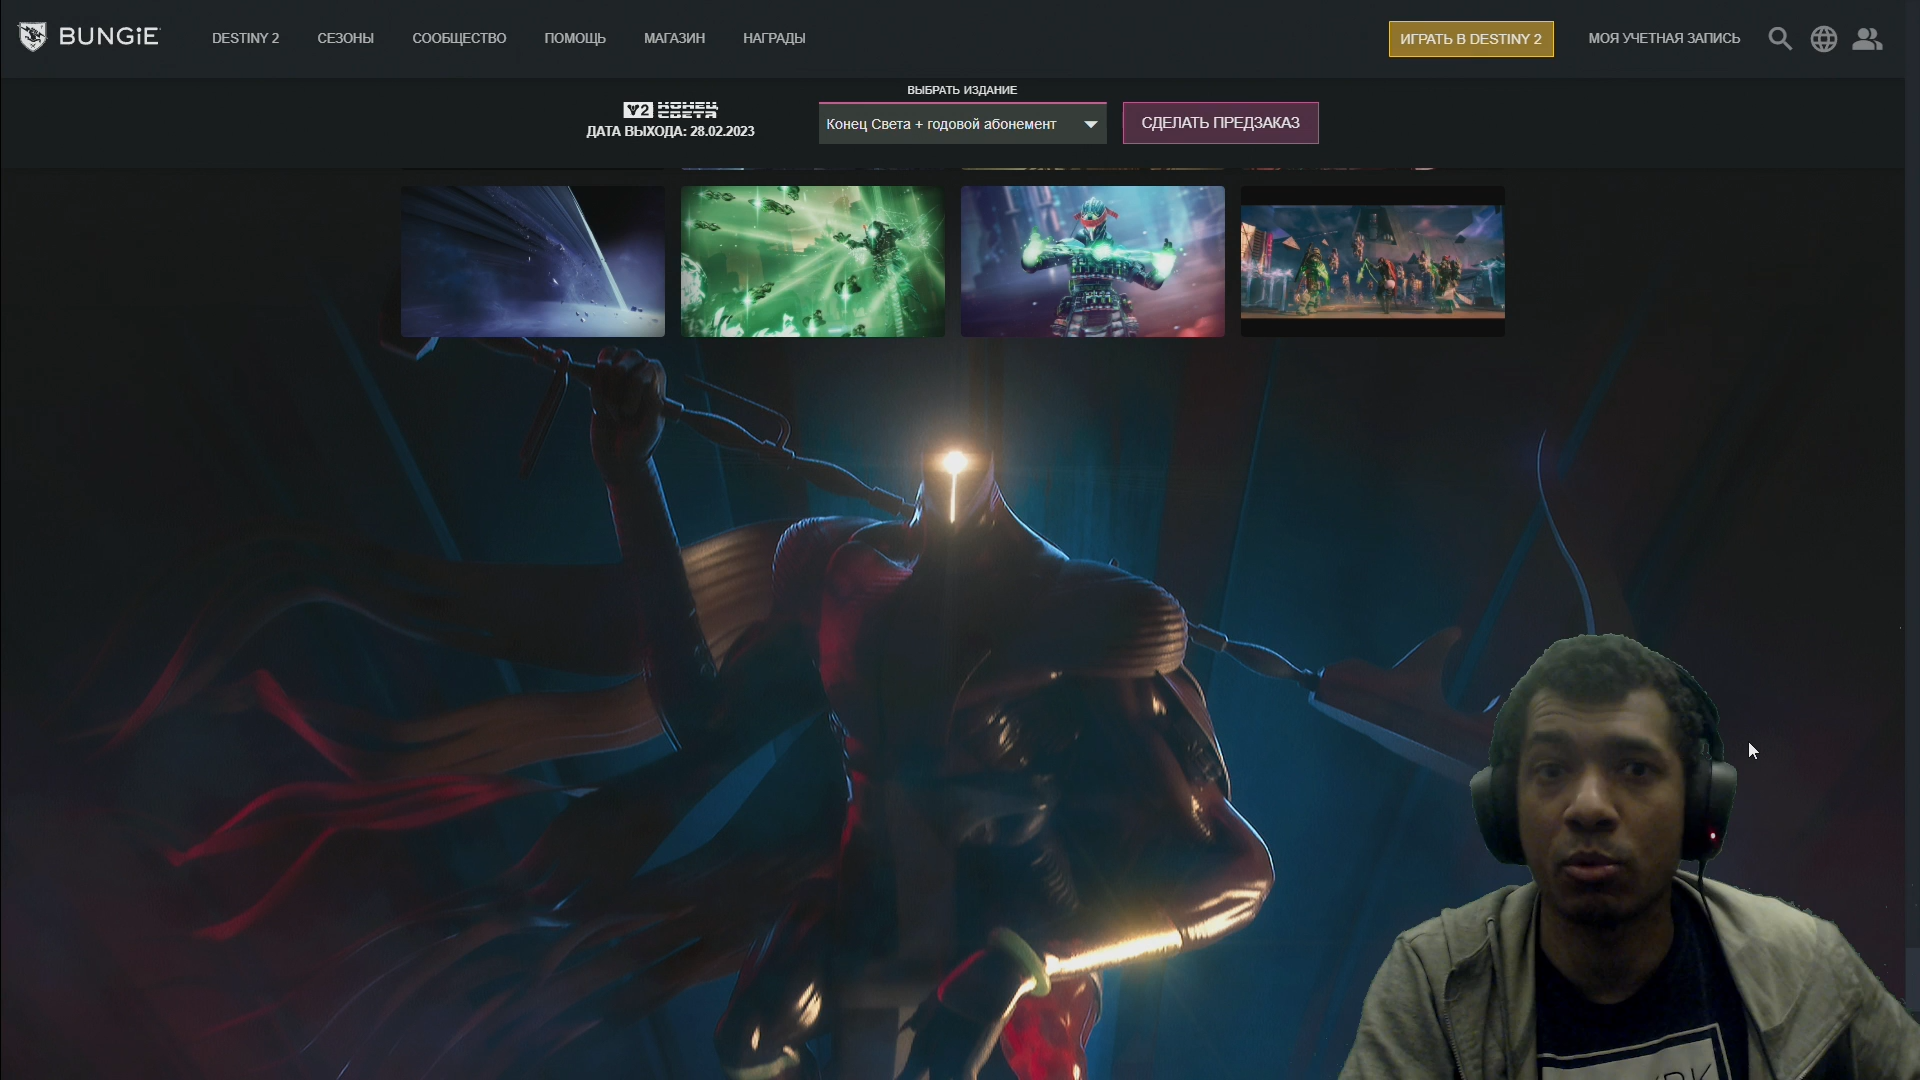 BUNGiE
DESTINY 2
СЕЗОНЫ
СООБЩЕСТВО
ПОМОЩЬ
МАГАЗИН
НАГРАДЫ
ИГРАТЬ В DESTINY 2
МОЯ УЧЕТНАЯ ЗАПИСЬ
КОНЕЦ
СВЕТА
ДАТА ВЫХОДА: 28.02.2023
ВЫБРАТЬ ИЗДАНИЕ
Конец Света + годовой абонемент
СДЕЛАТЬ ПРЕДЗАКАЗ